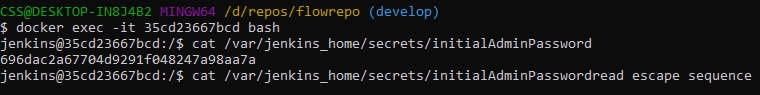 CSS@DESKTOP-IN8J4B2 MINGW64 /d/repos/flowrepo (develop)
$ docker exec -it 35cd23667bcd bash
jenkins@35cd23667bcd:/$ cat /var/jenkins_home/secrets/initialAdminPassword
696dac2a67704d9291f048247a98aa7a
jenkins@35cd23667bcd:/$ cat /var/jenkins_home/secrets/initialAdminPasswordread escape sequence